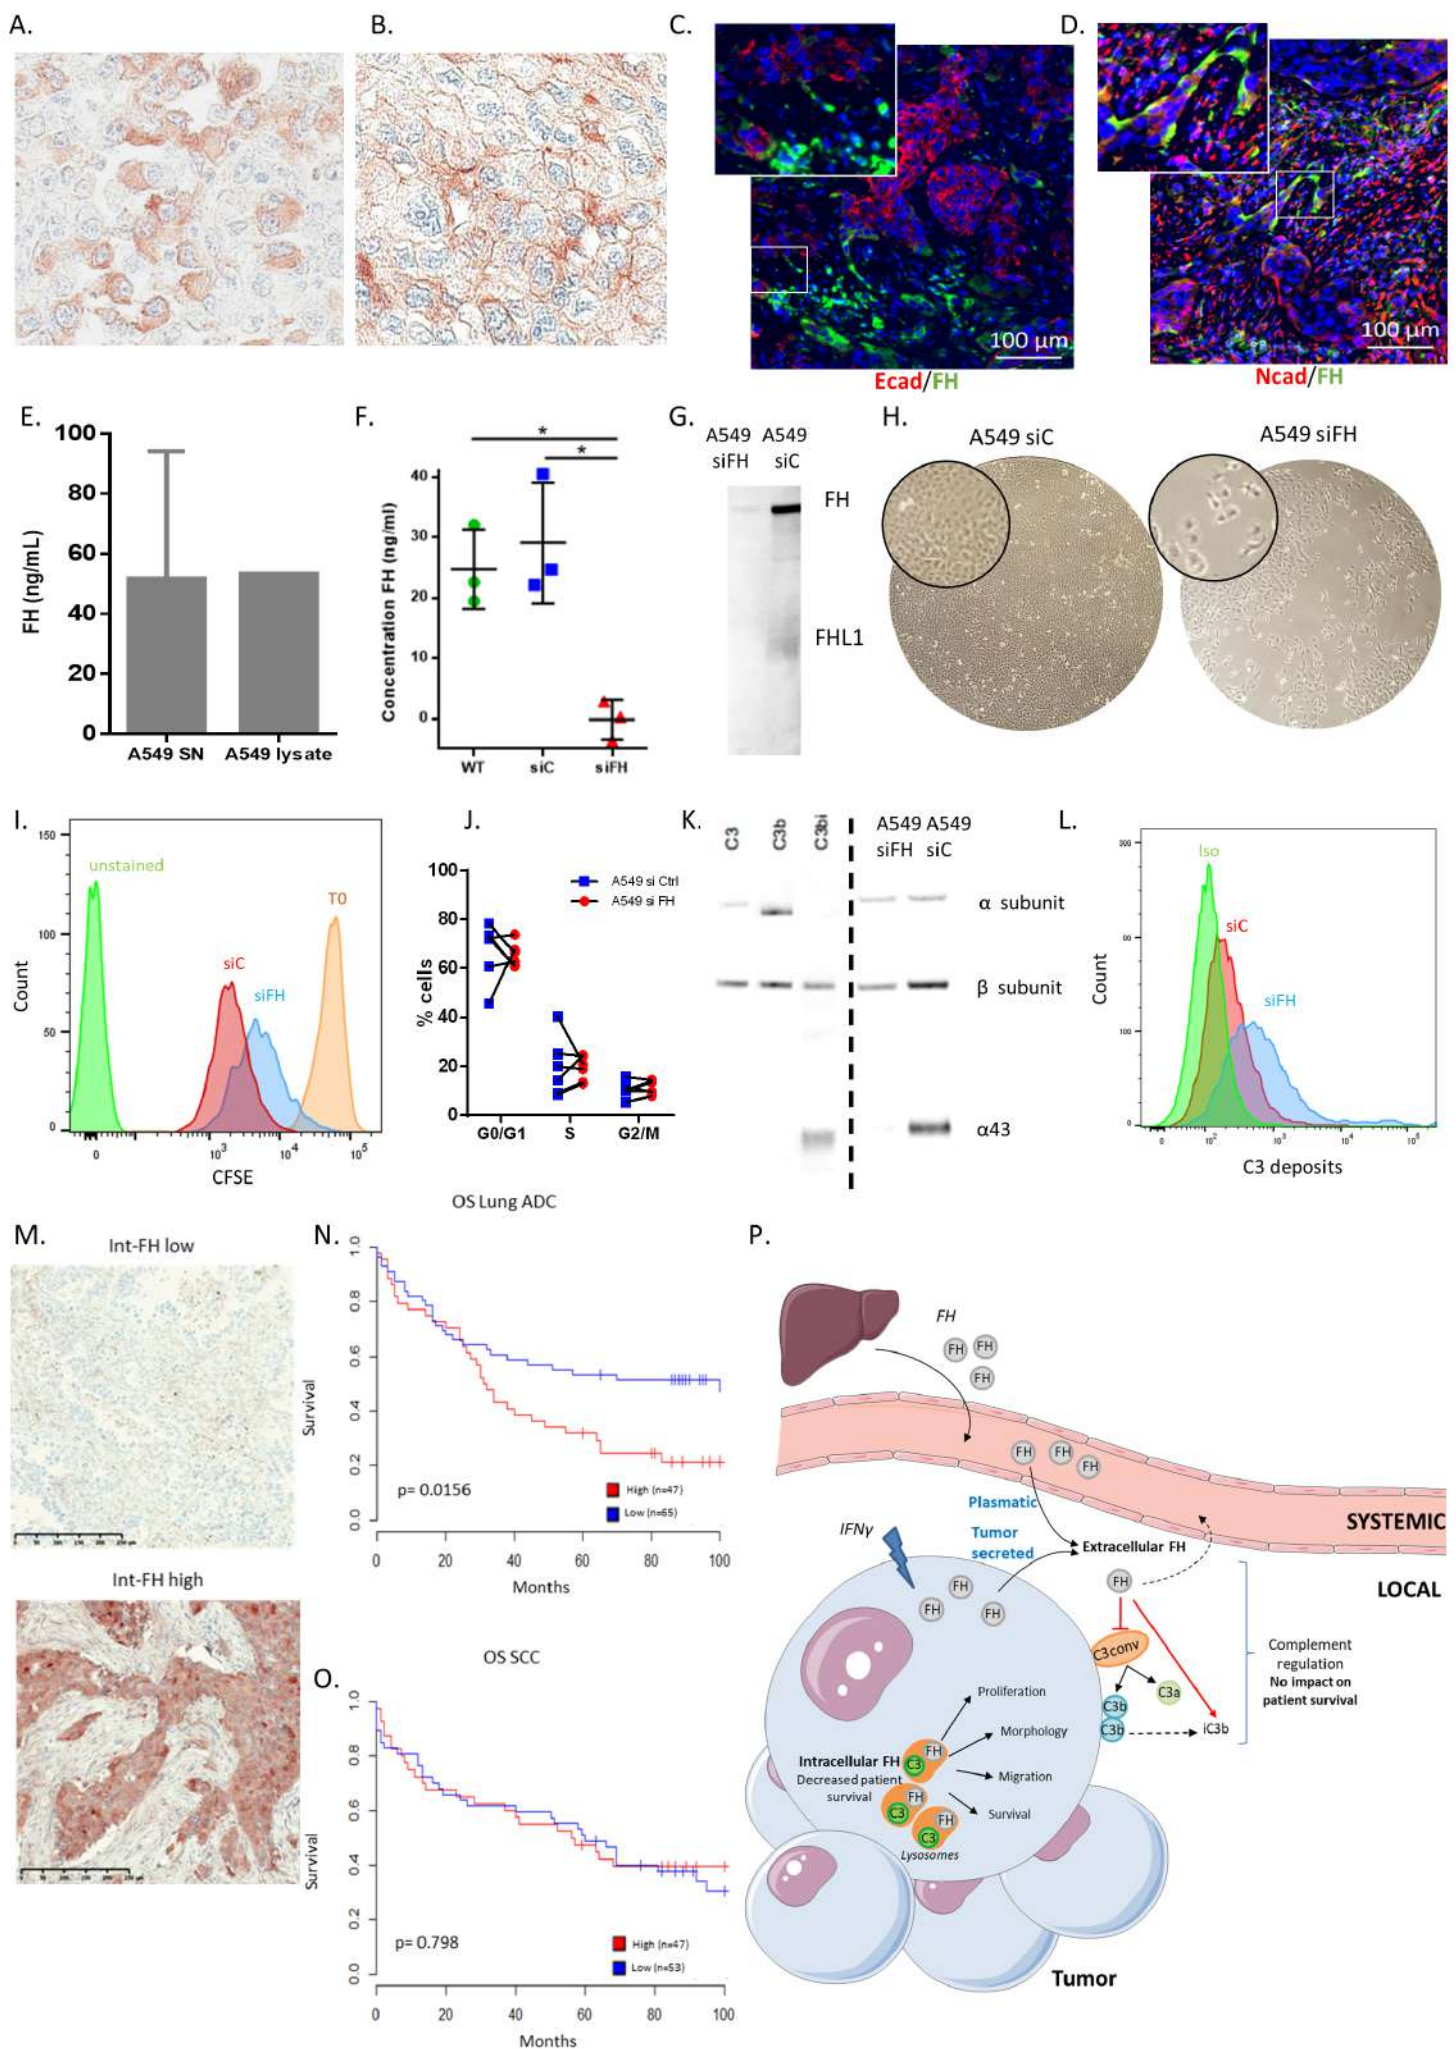 A.
B.
C.
D.
100 µm
100 µm
Ecad/FH
Ncad/FH
E.
F.
G.
H.
100
80
60
40
20
0
FH (ng/mL)
A549 SN
A549 lysate
*
*
40
30
20
10
0
Concentration FH (ng/ml)
WT
siC
siFH
A549 A549
siFH siC
FH
FHL1
A549 siC
A549 siFH
I.
J.
K.
L.
150
100
50
0
Count
unstained
siC
siFH
T0
0
10³
10⁴
10⁵
CFSE
100
80
60
40
20
0
% cells
A549 si Ctrl
A549 si FH
G0/G1
S
G2/M
C3
C3b
C3bi
A549 A549
siFH siC
α subunit
β subunit
α43
300
100
0
Count
Iso
siC
siFH
0
10²
10³
10⁴
10⁵
C3 deposits
OS Lung ADC
M.
N.
P.
Int-FH low
Int-FH high
1.0
0.8
0.6
0.4
0.2
0.0
Survival
p= 0.0156
High (n=47)
Low (n=65)
0
20
40
60
80
100
Months
O.
OS SCC
1.0
0.8
0.6
0.4
0.2
0.0
Survival
p= 0.798
High (n=47)
Low (n=53)
0
20
40
60
80
100
Months
FH
FH
FH
FH
FH
FH
FH
Plasmatic
SYSTEMIC
IFNγ
Tumor
secreted
Extracellular FH
LOCAL
FH
FH
FH
FH
C3conv
C3a
C3b
C3b
iC3b
Complement
regulation
No impact on
patient survival
Proliferation
Morphology
Migration
Survival
Intracellular FH
Decreased patient
survival
FH
C3
FH
C3
FH
C3
Lysosomes
Tumor